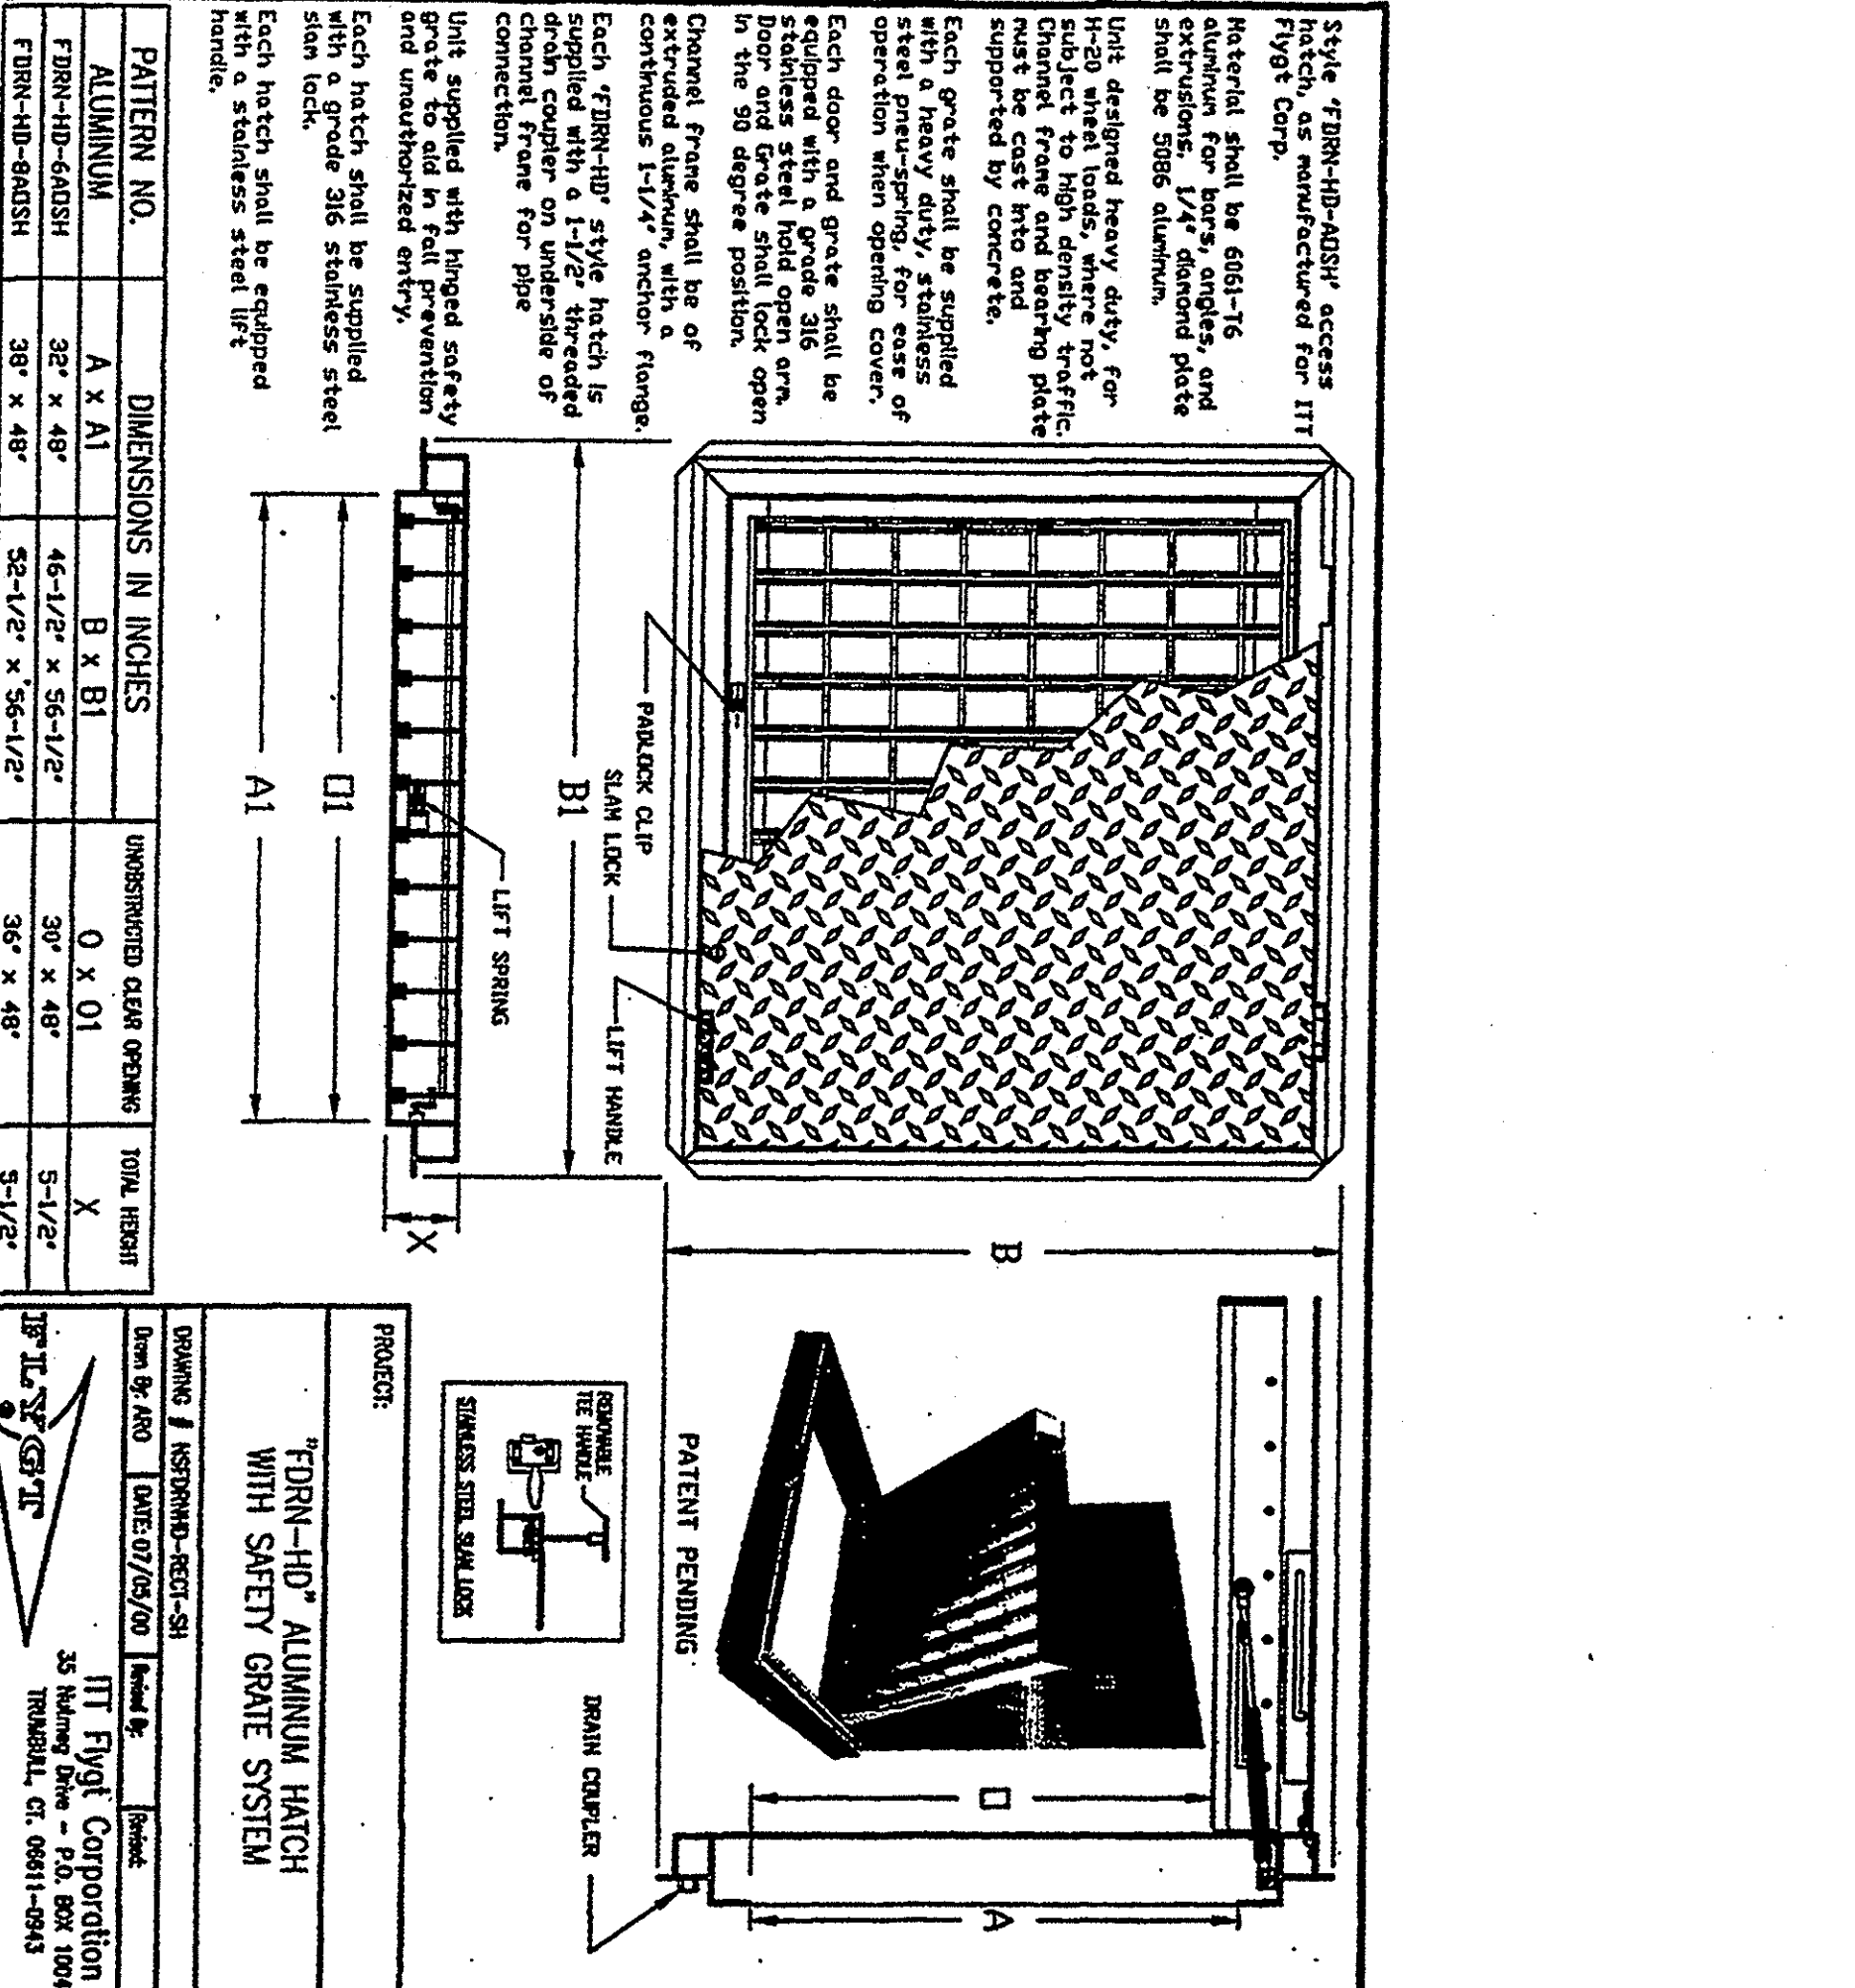 Style "FDRN-HD-ADSH" access
hatch, as manufactured for ITT
Flygt Corp.
Material shall be 6061-T6
aluminum for bars, angles, and
extrusions. 1/4" diamond plate
shall be 5086 aluminum.
Unit designed heavy duty, for
H-20 wheel loads, where not
subject to high density traffic.
Channel frame and bearing plate
must be cast into and
supported by concrete.
Each grate shall be supplied
with a heavy duty, stainless
steel pneu-spring, for ease of
operation when opening cover.
Each door and grate shall be
equipped with a grade 316
stainless steel hold open arm.
Door and Grate shall lock open
in the 90 degree position.
Channel frame shall be of
extruded aluminum, with a
continuous 1-1/4" anchor flange.
Each "FDRN-HD" style hatch is
supplied with a 1-1/2" threaded
drain coupler on underside of
channel frame for pipe
connection.
Unit supplied with hinged safety
grate to aid in fall prevention
and unauthorized entry.
Each hatch shall be supplied
with a grade 316 stainless steel
slam lock.
Each hatch shall be equipped
with a stainless steel lift
handle.
PADLOCK CLIP
SLAM LOCK
LIFT HANDLE
B1
LIFT SPRING
O1
A1
X
B
O
A
PATENT PENDING
DRAIN COUPLER
REMOVABLE
TEE HANDLE
STAINLESS STEEL SLAM LOCK
PATTERN NO. DIMENSIONS IN INCHES UNOBSTRUCTED CLEAR OPENING TOTAL HEIGHT
ALUMINUM A x A1 B x B1 O x O1 X
FDRN-HD-6ADSH 32" x 48" 46-1/2" x 56-1/2" 30" x 48" 5-1/2"
FDRN-HD-8ADSH 38" x 48" 52-1/2" x 56-1/2" 36" x 48" 5-1/2"
PROJECT:
"FDRN-HD" ALUMINUM HATCH
WITH SAFETY GRATE SYSTEM
DRAWING # NSFDRNHD-RECT-SH
Drawn By: ARO DATE: 07/05/00 Revised By: Revised:
FLYGT
ITT Flygt Corporation
35 Nutmeg Drive - P.O. BOX 1004
TRUMBULL, CT. 06611-0943